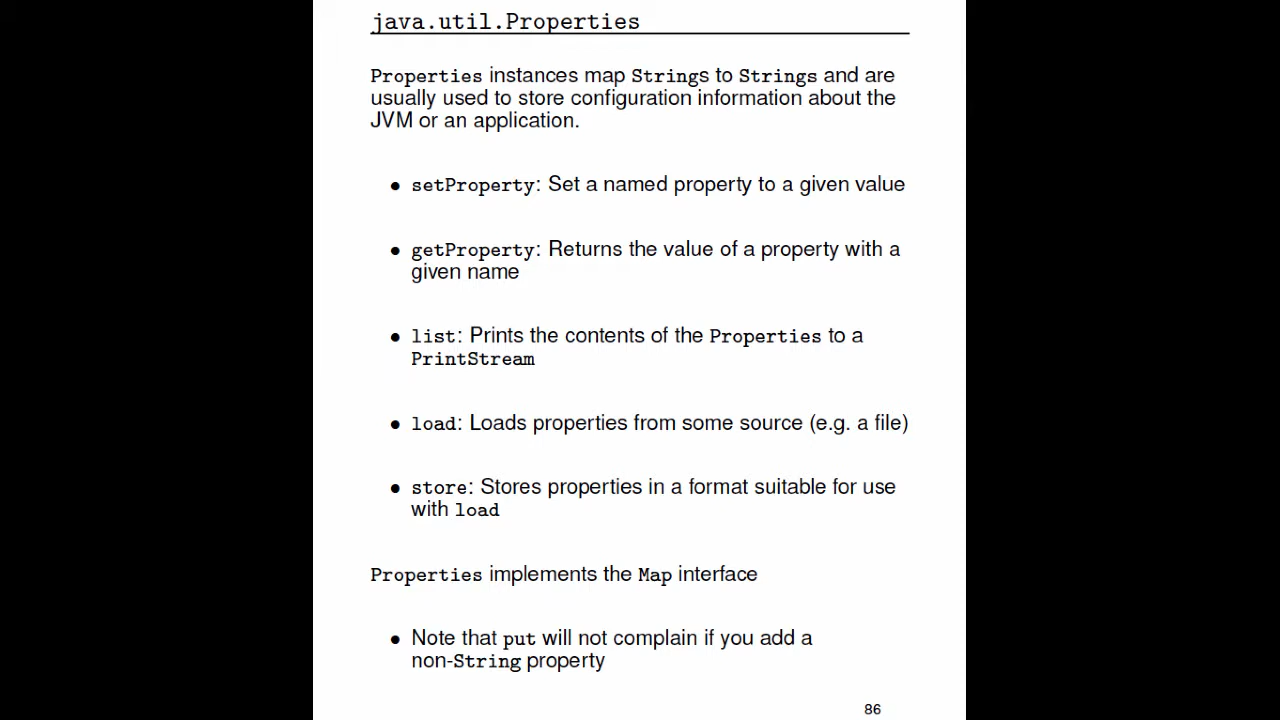 java.util.Properties
Properties instances map Strings to Strings and are
usually used to store configuration information about the
JVM or an application.
• setProperty: Set a named property to a given value
• getProperty: Returns the value of a property with a
given name
• list: Prints the contents of the Properties to a
PrintStream
• load: Loads properties from some source (e.g. a file)
• store: Stores properties in a format suitable for use
with load
Properties implements the Map interface
• Note that put will not complain if you add a
non-String property
86